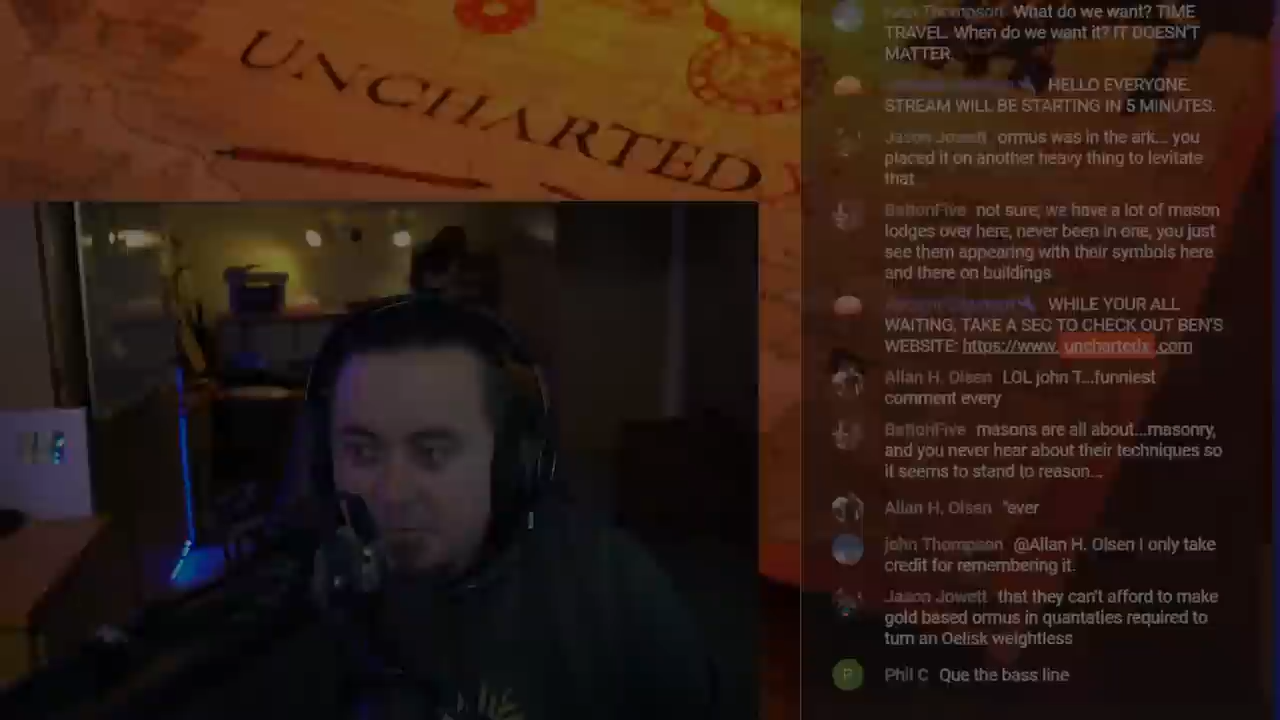 UNCHARTED
Thompson What do we want? TIME
TRAVEL. When do we want it? IT DOESN'T
MATTER.
HELLO EVERYONE.
STREAM WILL BE STARTING IN 5 MINUTES.
Jason Jowett ormus was in the ark... you
placed it on another heavy thing to levitate
that
BettonFive not sure, we have a lot of mason
lodges over here, never been in one, you just
see them appearing with their symbols here
and there on buildings
WHILE YOUR ALL
WAITING, TAKE A SEC TO CHECK OUT BEN'S
WEBSITE: https://www. unchartedx .com
Allan H. Olsen LOL john T...funniest
comment every
BettonFive masons are all about...masonry,
and you never hear about their techniques so
it seems to stand to reason...
Allan H. Olsen *ever
john Thompson @Allan H. Olsen I only take
credit for remembering it.
Jason Jowett that they can't afford to make
gold based ormus in quantaties required to
turn an Oelisk weightless
P Phil C Que the bass line